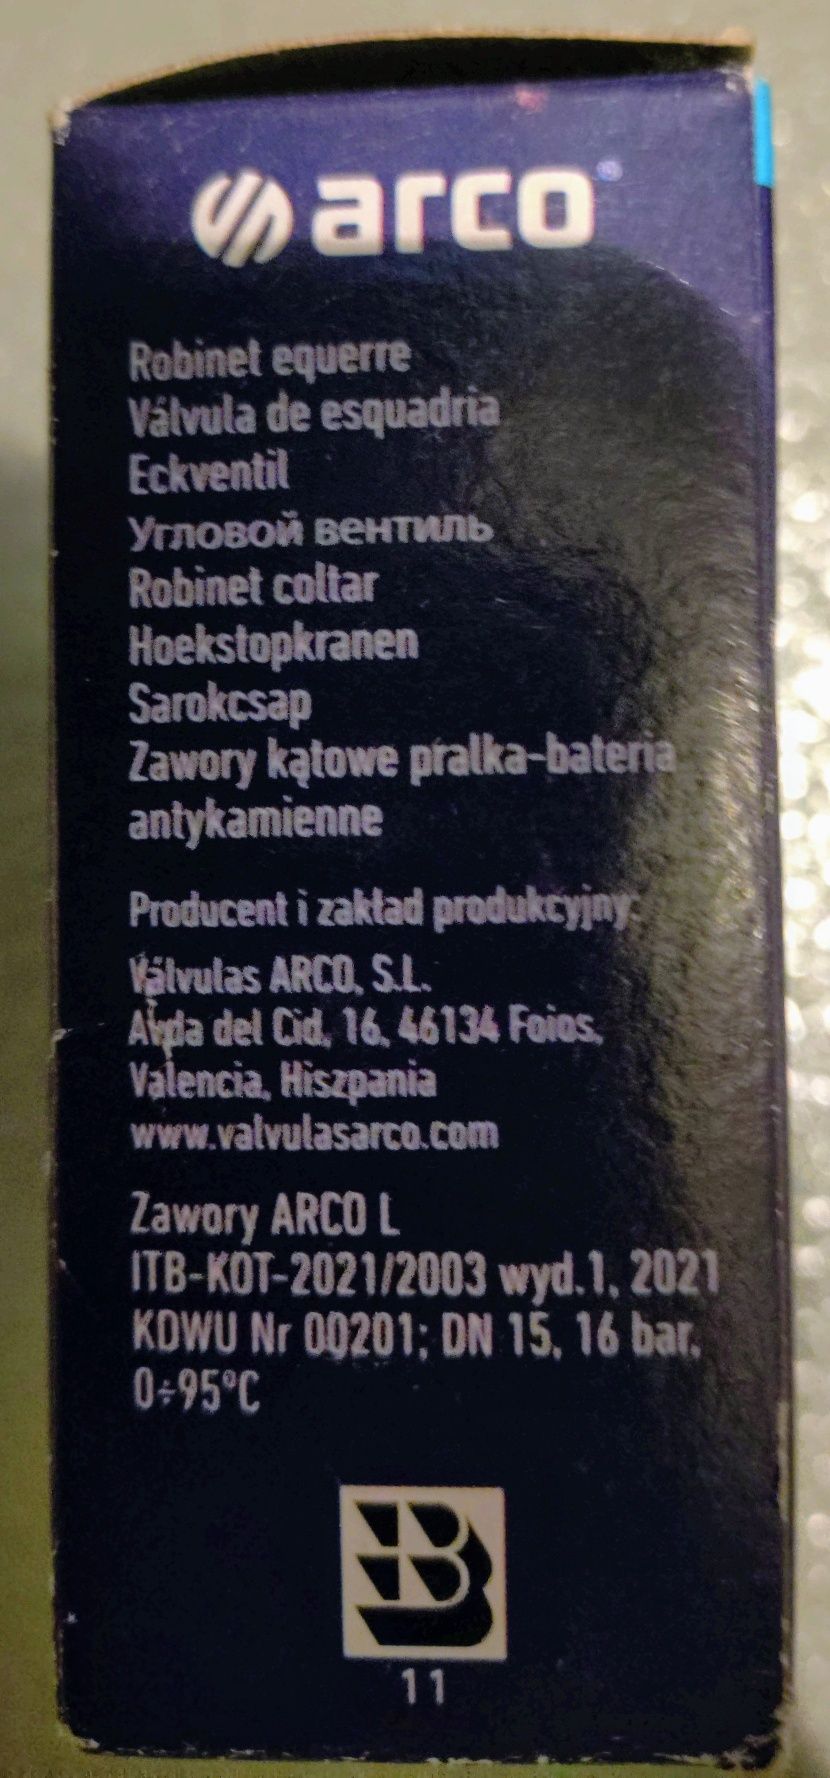 arco
Robinet equerre
Válvula de esquadria
Eckventil
Угловой вентиль
Robinet coltar
Hoekstopkranen
Sarokcsap
Zawory kątowe pralka-bateria
antykamienne
Producent i zakład produkcyjny:
Válvulas ARCO, S.L.
Avda del Cid, 16, 46134 Foios,
Valencia, Hiszpania
www.valvulasarco.com
Zawory ARCO L
ITB-KOT-2021/2003 wyd.1, 2021
KDWU Nr 00201; DN 15, 16 bar,
0÷95°C
B
11